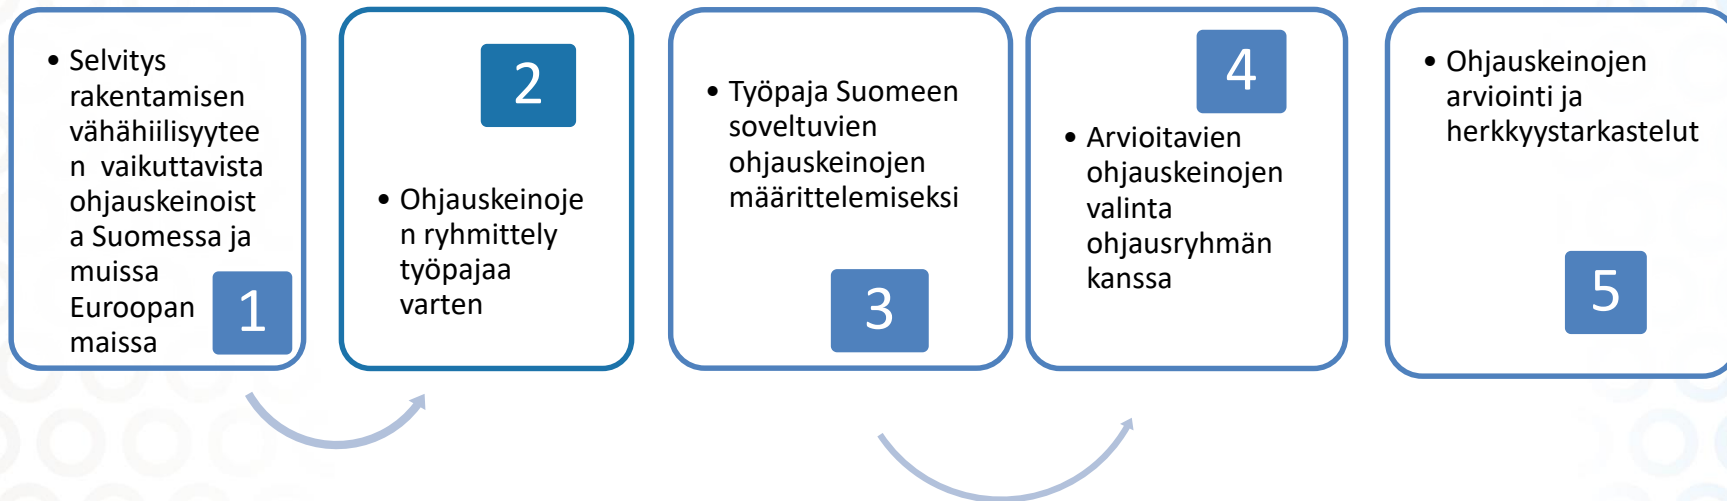 • Selvitys
rakentamisen
vähähiilisyytee
n vaikuttavista
ohjauskeinoist
a Suomessa ja
muissa
Euroopan
maissa
1
2
• Ohjauskeinoje
n ryhmittely
työpajaa
varten
• Työpaja Suomeen
soveltuvien
ohjauskeinojen
määrittelemiseksi
3
4
• Arvioitavien
ohjauskeinojen
valinta
ohjausryhmän
kanssa
• Ohjauskeinojen
arviointi ja
herkkyystarkastelut
5